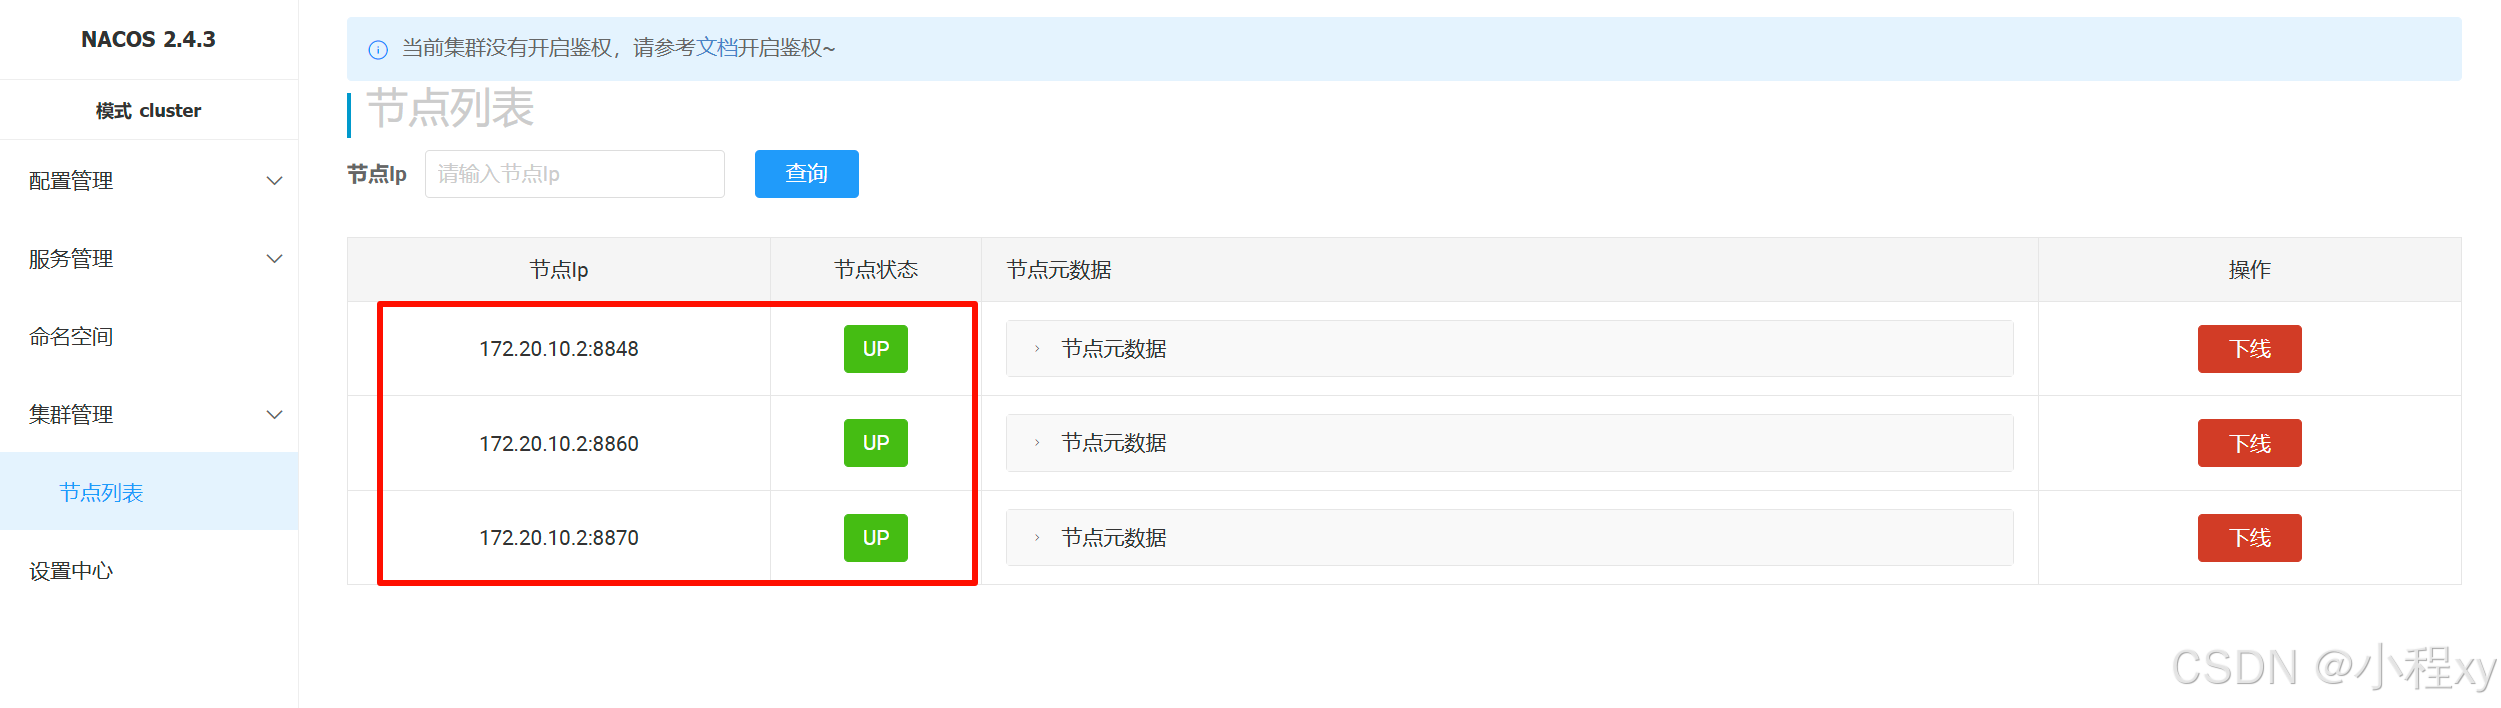 NACOS 2.4.3
模式 cluster
配置管理
服务管理
命名空间
集群管理
节点列表
设置中心
当前集群没有开启鉴权，请参考文档开启鉴权~
节点列表
节点Ip 请输入节点Ip 查询
节点Ip 节点状态 节点元数据 操作
172.20.10.2:8848 UP 节点元数据 下线
172.20.10.2:8860 UP 节点元数据 下线
172.20.10.2:8870 UP 节点元数据 下线
CSDN @小程xy